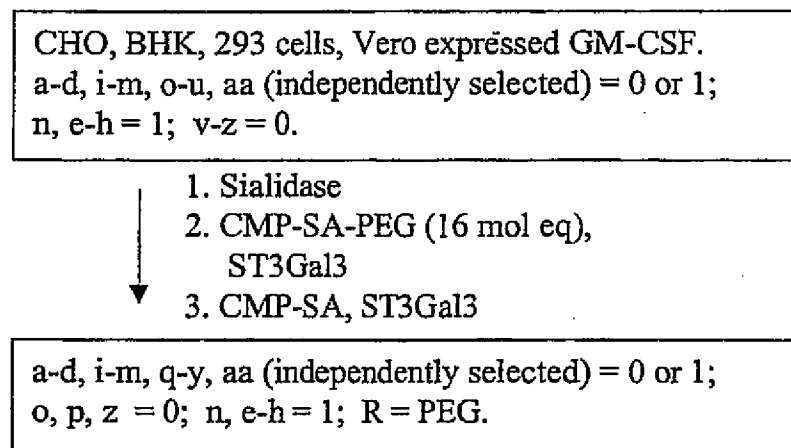 CHO, BHK, 293 cells, Vero expressed GM-CSF.
a-d, i-m, o-u, aa (independently selected) = 0 or 1;
n, e-h = 1; v-z = 0.
1. Sialidase
2. CMP-SA-PEG (16 mol eq),
ST3Gal3
3. CMP-SA, ST3Gal3
a-d, i-m, q-y, aa (independently selected) = 0 or 1;
o, p, z = 0; n, e-h = 1; R = PEG.